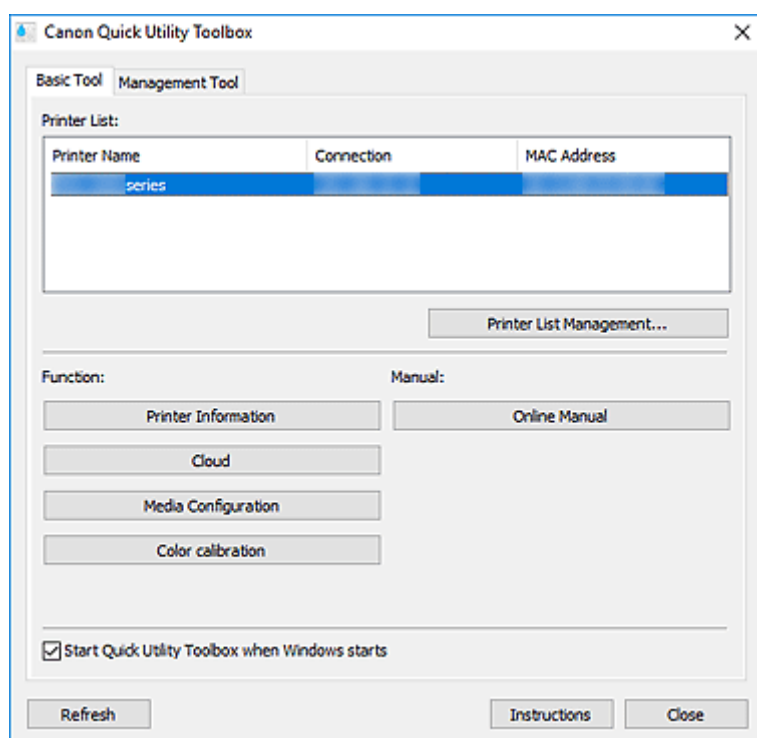 Canon Quick Utility Toolbox
Basic Tool Management Tool
Printer List:
Printer Name Connection MAC Address
series
Printer List Management...
Function: Manual:
Printer Information Online Manual
Cloud
Media Configuration
Color calibration
Start Quick Utility Toolbox when Windows starts
Refresh Instructions Close